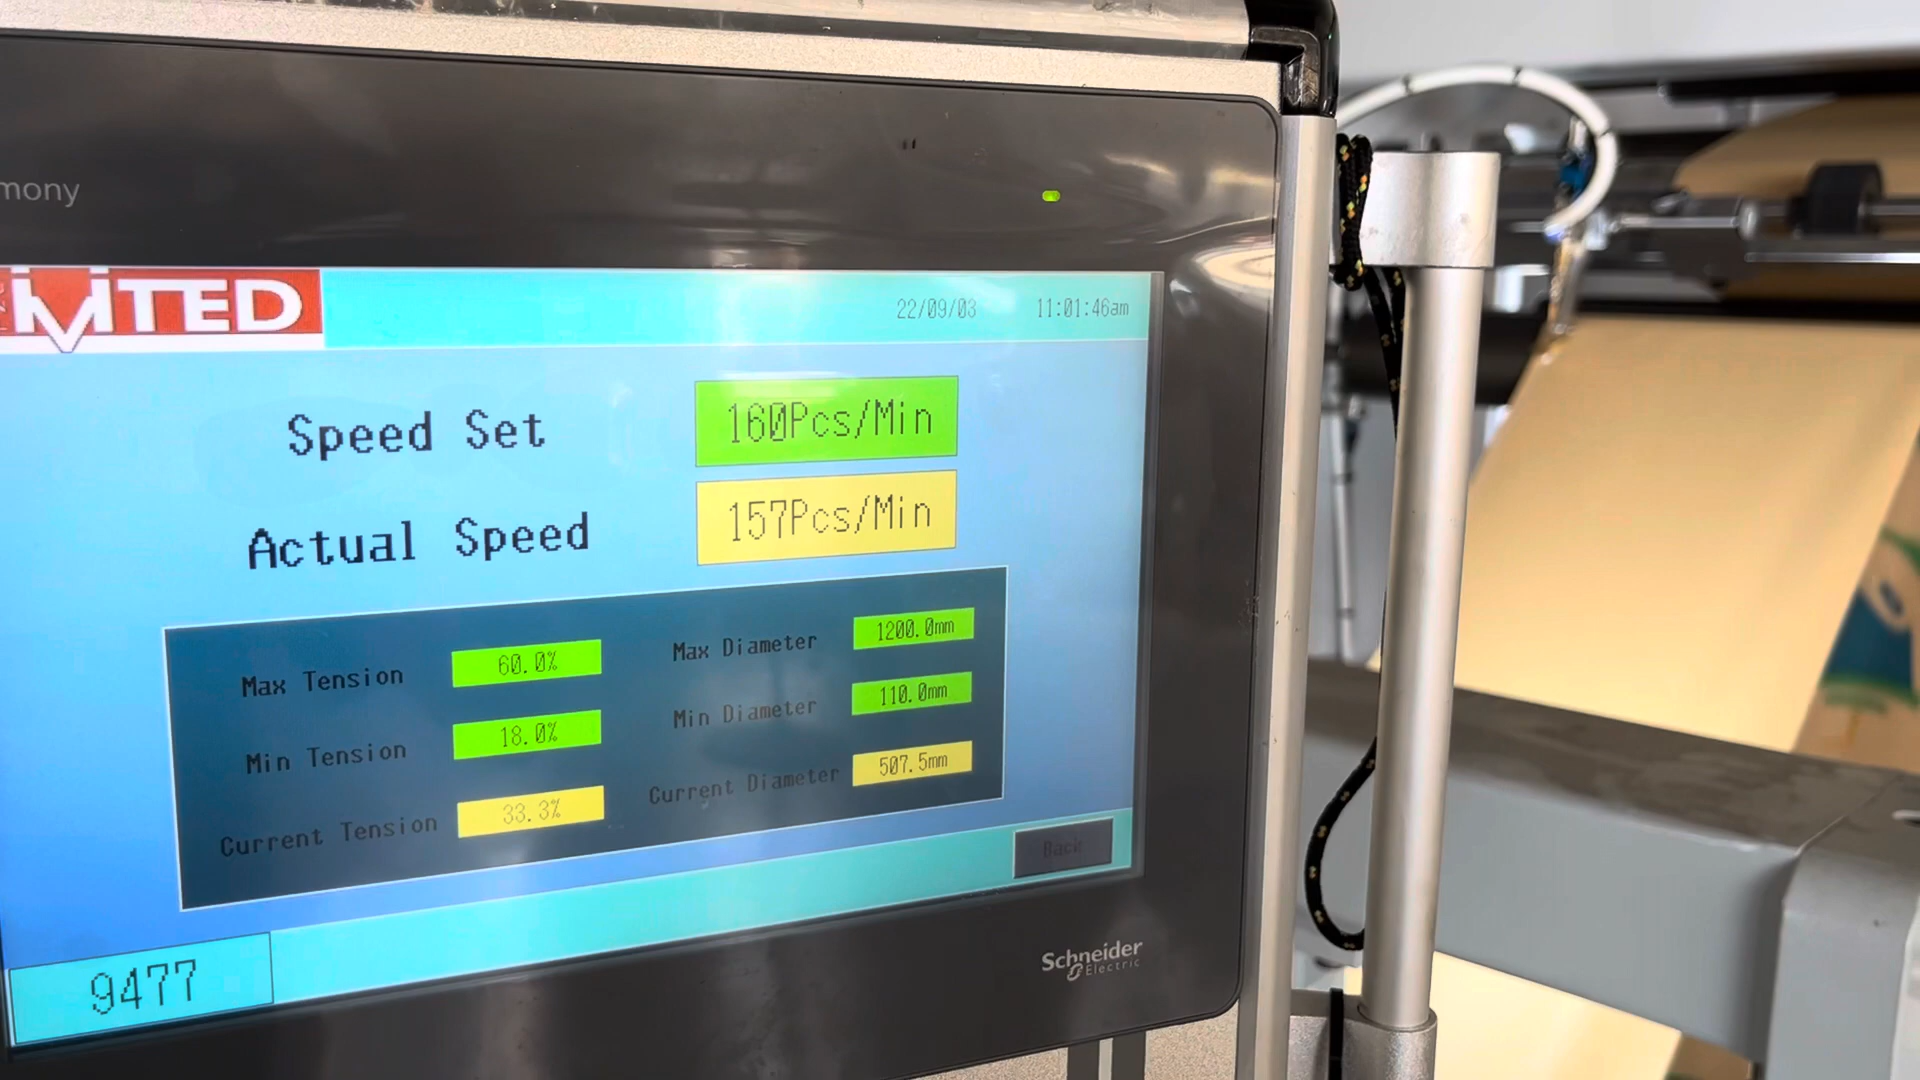 mony
MITED
22/09/03 11:01:46am
Speed Set 160Pcs/Min
Actual Speed 157Pcs/Min
Max Tension 60.0% Max Diameter 1200.0mm
Min Tension 18.0% Min Diameter 110.0mm
Current Tension 33.3% Current Diameter 507.5mm
Back
9477
Schneider
Electric